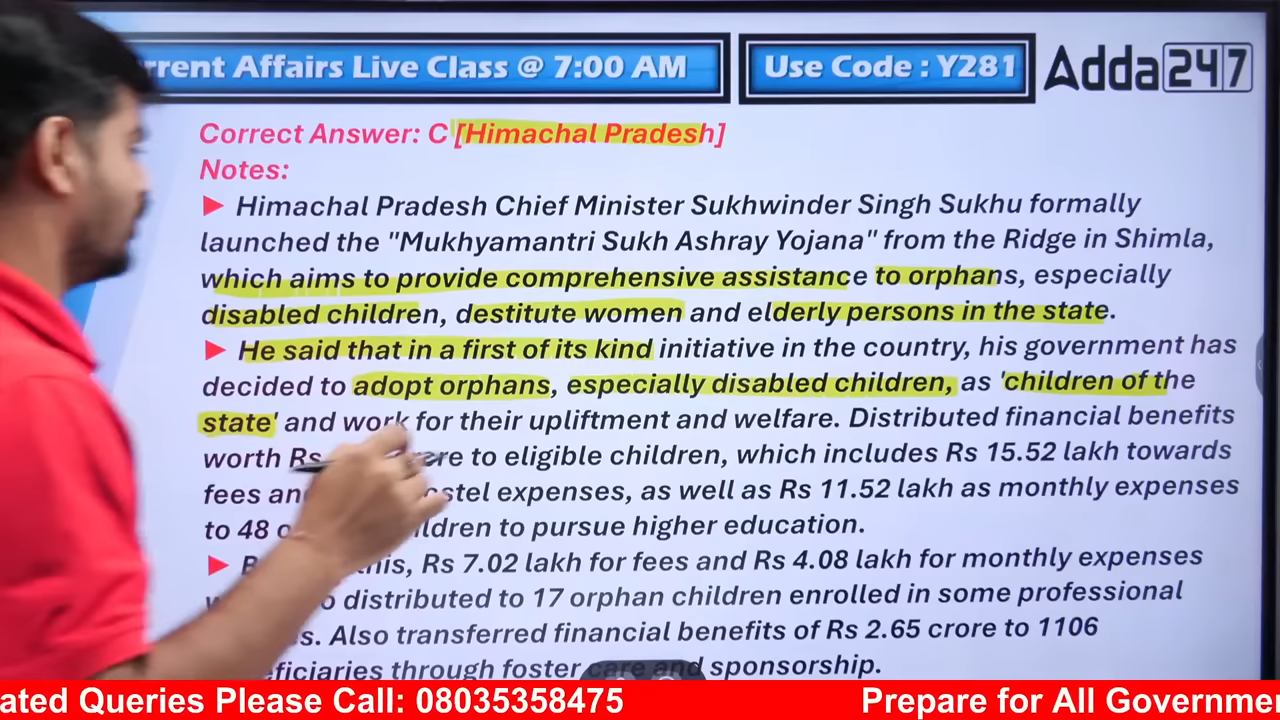 rrent Affairs Live Class @ 7:00 AM
Use Code : Y281
Adda247
Correct Answer: C [Himachal Pradesh]
Notes:
► Himachal Pradesh Chief Minister Sukhwinder Singh Sukhu formally
launched the "Mukhyamantri Sukh Ashray Yojana" from the Ridge in Shimla,
which aims to provide comprehensive assistance to orphans, especially
disabled children, destitute women and elderly persons in the state.
► He said that in a first of its kind initiative in the country, his government has
decided to adopt orphans, especially disabled children, as 'children of the
state' and work for their upliftment and welfare. Distributed financial benefits
worth Rs to eligible children, which includes Rs 15.52 lakh towards
fees expenses, as well as Rs 11.52 lakh as monthly expenses
to 48 to pursue higher education.
► Rs 7.02 lakh for fees and Rs 4.08 lakh for monthly expenses
distributed to 17 orphan children enrolled in some professional
Also transferred financial benefits of Rs 2.65 crore to 1106
through foster care and sponsorship.
ated Queries Please Call: 08035358475
Prepare for All Governme